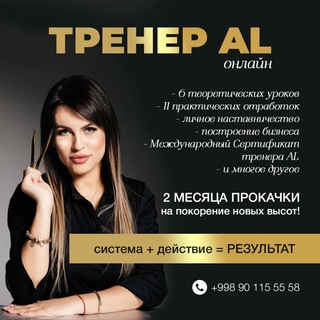 ТРЕНЕР AL
онлайн
- 6 теоретических уроков
- 11 практических отработок
- личное наставничество
- построение бизнеса
- Международный Сертификат
тренера AL
- и многое другое
2 МЕСЯЦА ПРОКАЧКИ
на покорение новых высот!
система + действие = РЕЗУЛЬТАТ
+998 90 115 55 58